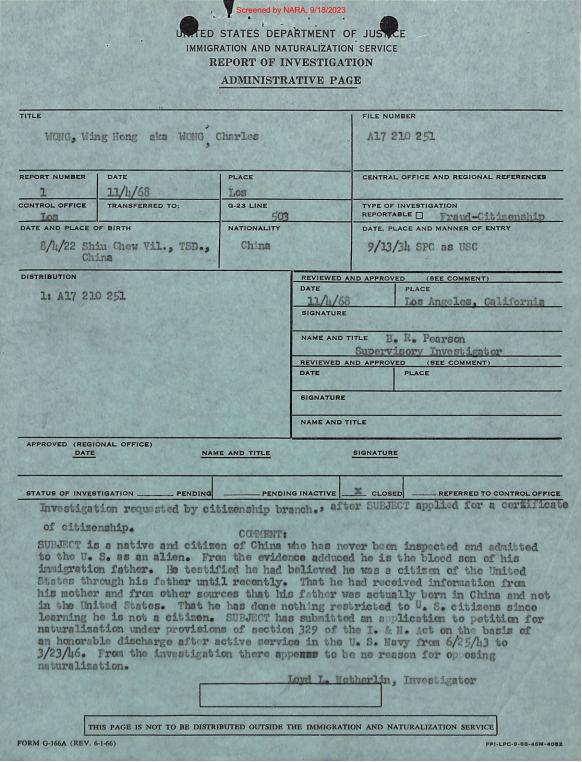 Screened by NARA, 9/18/2023
UNITED STATES DEPARTMENT OF JUSTICE
IMMIGRATION AND NATURALIZATION SERVICE
REPORT OF INVESTIGATION
ADMINISTRATIVE PAGE
TITLE
WONG, Wing Hong aka WONG, Charles
FILE NUMBER
A17 210 251
REPORT NUMBER
1
DATE
11/4/68
PLACE
Los
CENTRAL OFFICE AND REGIONAL REFERENCES
CONTROL OFFICE
Los
TRANSFERRED TO:
G-23 LINE
503
TYPE OF INVESTIGATION
REPORTABLE ☐ Fraud-Citizenship
DATE AND PLACE OF BIRTH
8/4/22 Shiu Chew Vil., TSD.,
China
NATIONALITY
China
DATE, PLACE AND MANNER OF ENTRY
9/13/34 SPC as USC
DISTRIBUTION
1: A17 210 251
REVIEWED AND APPROVED (SEE COMMENT)
DATE
11/4/68
PLACE
Los Angeles, California
SIGNATURE
NAME AND TITLE B. R. Pearson
Supervisory Investigator
REVIEWED AND APPROVED (SEE COMMENT)
DATE
PLACE
SIGNATURE
NAME AND TITLE
APPROVED (REGIONAL OFFICE)
DATE NAME AND TITLE SIGNATURE
STATUS OF INVESTIGATION ____ PENDING ____ PENDING INACTIVE X CLOSED ____ REFERRED TO CONTROL OFFICE
Investigation requested by citizenship branch., after SUBJECT applied for a certificate
of citizenship.
COMMENT:
SUBJECT is a native and citizen of China who has never been inspected and admitted
to the U. S. as an alien. From the evidence adduced he is the blood son of his
immigration father. He testified he had believed he was a citizen of the United
States through his father until recently. That he had received information from
his mother and from other sources that his father was actually born in China and not
in the United States. That he has done nothing restricted to U. S. citizens since
learning he is not a citizen. SUBJECT has submitted an application to petition for
naturalization under provisions of section 329 of the I. & N. Act on the basis of
an honorable discharge after active service in the U. S. Navy from 6/25/43 to
3/23/46. From the investigation there appears to be no reason for opposing
naturalization.
Loyd L. Netherlin, Investigator
THIS PAGE IS NOT TO BE DISTRIBUTED OUTSIDE THE IMMIGRATION AND NATURALIZATION SERVICE
FORM G-166A (REV. 6-1-66)
FPI-LPC-9-68-46M-4082